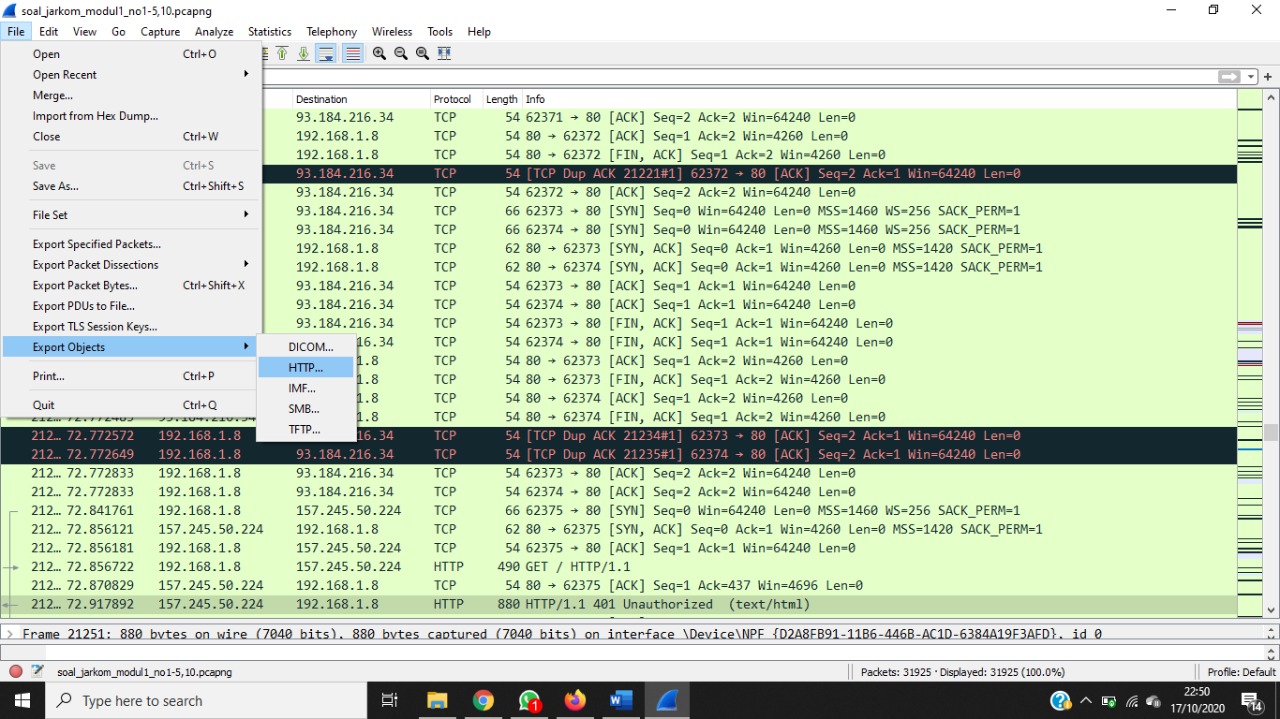 soal_jarkom_modul1_no1-5,10.pcapng
File Edit View Go Capture Analyze Statistics Telephony Wireless Tools Help
Open Ctrl+O
Open Recent
Merge...
Import from Hex Dump...
Close Ctrl+W
Save Ctrl+S
Save As... Ctrl+Shift+S
File Set
Export Specified Packets...
Export Packet Dissections
Export Packet Bytes... Ctrl+Shift+X
Export PDUs to File...
Export TLS Session Keys...
Export Objects
Print... Ctrl+P
Quit Ctrl+Q
DICOM...
HTTP...
IMF...
SMB...
TFTP...
Destination Protocol Length Info
93.184.216.34 TCP 54 62371 → 80 [ACK] Seq=2 Ack=2 Win=64240 Len=0
192.168.1.8 TCP 54 80 → 62372 [ACK] Seq=1 Ack=2 Win=4260 Len=0
192.168.1.8 TCP 54 80 → 62372 [FIN, ACK] Seq=1 Ack=2 Win=4260 Len=0
93.184.216.34 TCP 54 [TCP Dup ACK 21221#1] 62372 → 80 [ACK] Seq=2 Ack=1 Win=64240 Len=0
93.184.216.34 TCP 54 62372 → 80 [ACK] Seq=2 Ack=2 Win=64240 Len=0
93.184.216.34 TCP 66 62373 → 80 [SYN] Seq=0 Win=64240 Len=0 MSS=1460 WS=256 SACK_PERM=1
93.184.216.34 TCP 66 62374 → 80 [SYN] Seq=0 Win=64240 Len=0 MSS=1460 WS=256 SACK_PERM=1
192.168.1.8 TCP 62 80 → 62373 [SYN, ACK] Seq=0 Ack=1 Win=4260 Len=0 MSS=1420 SACK_PERM=1
192.168.1.8 TCP 62 80 → 62374 [SYN, ACK] Seq=0 Ack=1 Win=4260 Len=0 MSS=1420 SACK_PERM=1
93.184.216.34 TCP 54 62373 → 80 [ACK] Seq=1 Ack=1 Win=64240 Len=0
93.184.216.34 TCP 54 62374 → 80 [ACK] Seq=1 Ack=1 Win=64240 Len=0
93.184.216.34 TCP 54 62373 → 80 [FIN, ACK] Seq=1 Ack=1 Win=64240 Len=0
.184.216.34 TCP 54 62374 → 80 [FIN, ACK] Seq=1 Ack=1 Win=64240 Len=0
.168.1.8 TCP 54 80 → 62373 [ACK] Seq=1 Ack=2 Win=4260 Len=0
.168.1.8 TCP 54 80 → 62373 [FIN, ACK] Seq=1 Ack=2 Win=4260 Len=0
.168.1.8 TCP 54 80 → 62374 [ACK] Seq=1 Ack=2 Win=4260 Len=0
212... 72.772485 93.184.216.34 .168.1.8 TCP 54 80 → 62374 [FIN, ACK] Seq=1 Ack=2 Win=4260 Len=0
212... 72.772572 192.168.1.8 .16.34 TCP 54 [TCP Dup ACK 21234#1] 62373 → 80 [ACK] Seq=2 Ack=1 Win=64240 Len=0
212... 72.772649 192.168.1.8 93.184.216.34 TCP 54 [TCP Dup ACK 21235#1] 62374 → 80 [ACK] Seq=2 Ack=1 Win=64240 Len=0
212... 72.772833 192.168.1.8 93.184.216.34 TCP 54 62373 → 80 [ACK] Seq=2 Ack=2 Win=64240 Len=0
212... 72.772833 192.168.1.8 93.184.216.34 TCP 54 62374 → 80 [ACK] Seq=2 Ack=2 Win=64240 Len=0
212... 72.841761 192.168.1.8 157.245.50.224 TCP 66 62375 → 80 [SYN] Seq=0 Win=64240 Len=0 MSS=1460 WS=256 SACK_PERM=1
212... 72.856121 157.245.50.224 192.168.1.8 TCP 62 80 → 62375 [SYN, ACK] Seq=0 Ack=1 Win=4260 Len=0 MSS=1420 SACK_PERM=1
212... 72.856181 192.168.1.8 157.245.50.224 TCP 54 62375 → 80 [ACK] Seq=1 Ack=1 Win=64240 Len=0
212... 72.856722 192.168.1.8 157.245.50.224 HTTP 490 GET / HTTP/1.1
212... 72.870829 157.245.50.224 192.168.1.8 TCP 54 80 → 62375 [ACK] Seq=1 Ack=437 Win=4696 Len=0
212... 72.917892 157.245.50.224 192.168.1.8 HTTP 880 HTTP/1.1 401 Unauthorized (text/html)
Frame 21251: 880 bytes on wire (7040 bits), 880 bytes captured (7040 bits) on interface \Device\NPF_{D2A8FB91-11B6-446B-AC1D-6384A19F3AFD}, id 0
soal_jarkom_modul1_no1-5,10.pcapng Packets: 31925 · Displayed: 31925 (100.0%) Profile: Default
Type here to search
1
W
22:50
17/10/2020
14